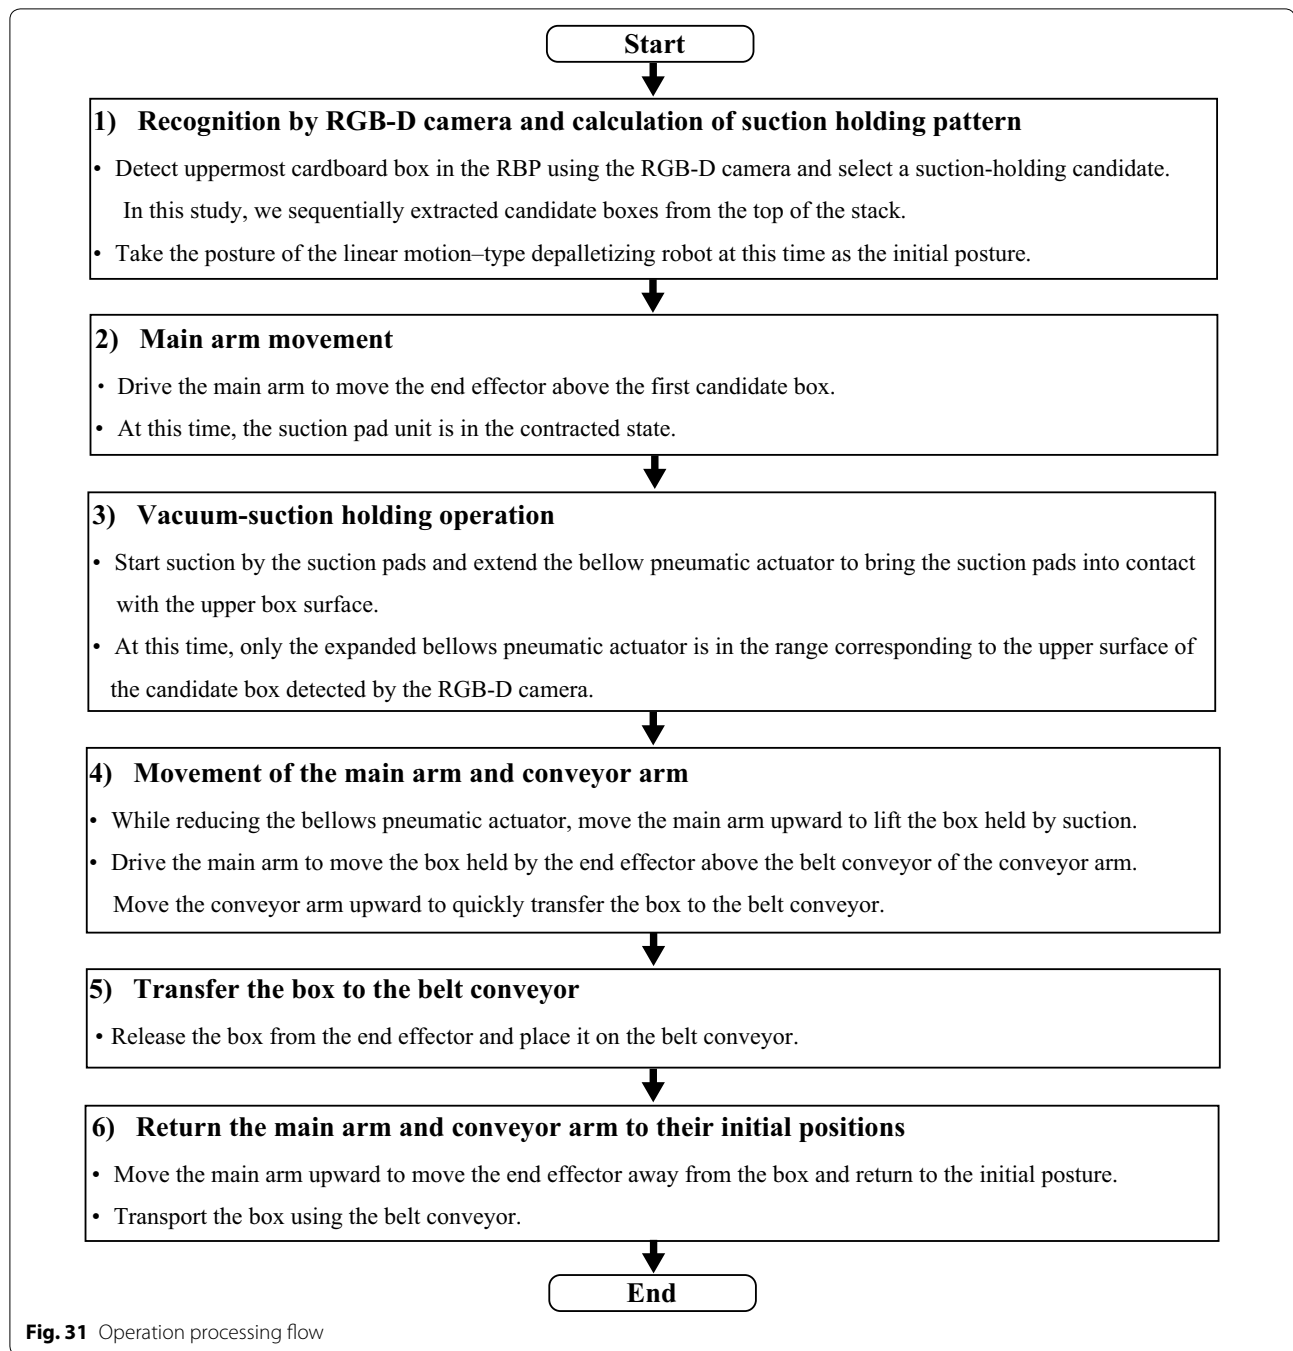 Start
1) Recognition by RGB-D camera and calculation of suction holding pattern
• Detect uppermost cardboard box in the RBP using the RGB-D camera and select a suction-holding candidate.
In this study, we sequentially extracted candidate boxes from the top of the stack.
• Take the posture of the linear motion–type depalletizing robot at this time as the initial posture.
2) Main arm movement
• Drive the main arm to move the end effector above the first candidate box.
• At this time, the suction pad unit is in the contracted state.
3) Vacuum-suction holding operation
• Start suction by the suction pads and extend the bellow pneumatic actuator to bring the suction pads into contact
with the upper box surface.
• At this time, only the expanded bellows pneumatic actuator is in the range corresponding to the upper surface of
the candidate box detected by the RGB-D camera.
4) Movement of the main arm and conveyor arm
• While reducing the bellows pneumatic actuator, move the main arm upward to lift the box held by suction.
• Drive the main arm to move the box held by the end effector above the belt conveyor of the conveyor arm.
Move the conveyor arm upward to quickly transfer the box to the belt conveyor.
5) Transfer the box to the belt conveyor
• Release the box from the end effector and place it on the belt conveyor.
6) Return the main arm and conveyor arm to their initial positions
• Move the main arm upward to move the end effector away from the box and return to the initial posture.
• Transport the box using the belt conveyor.
End
Fig. 31 Operation processing flow